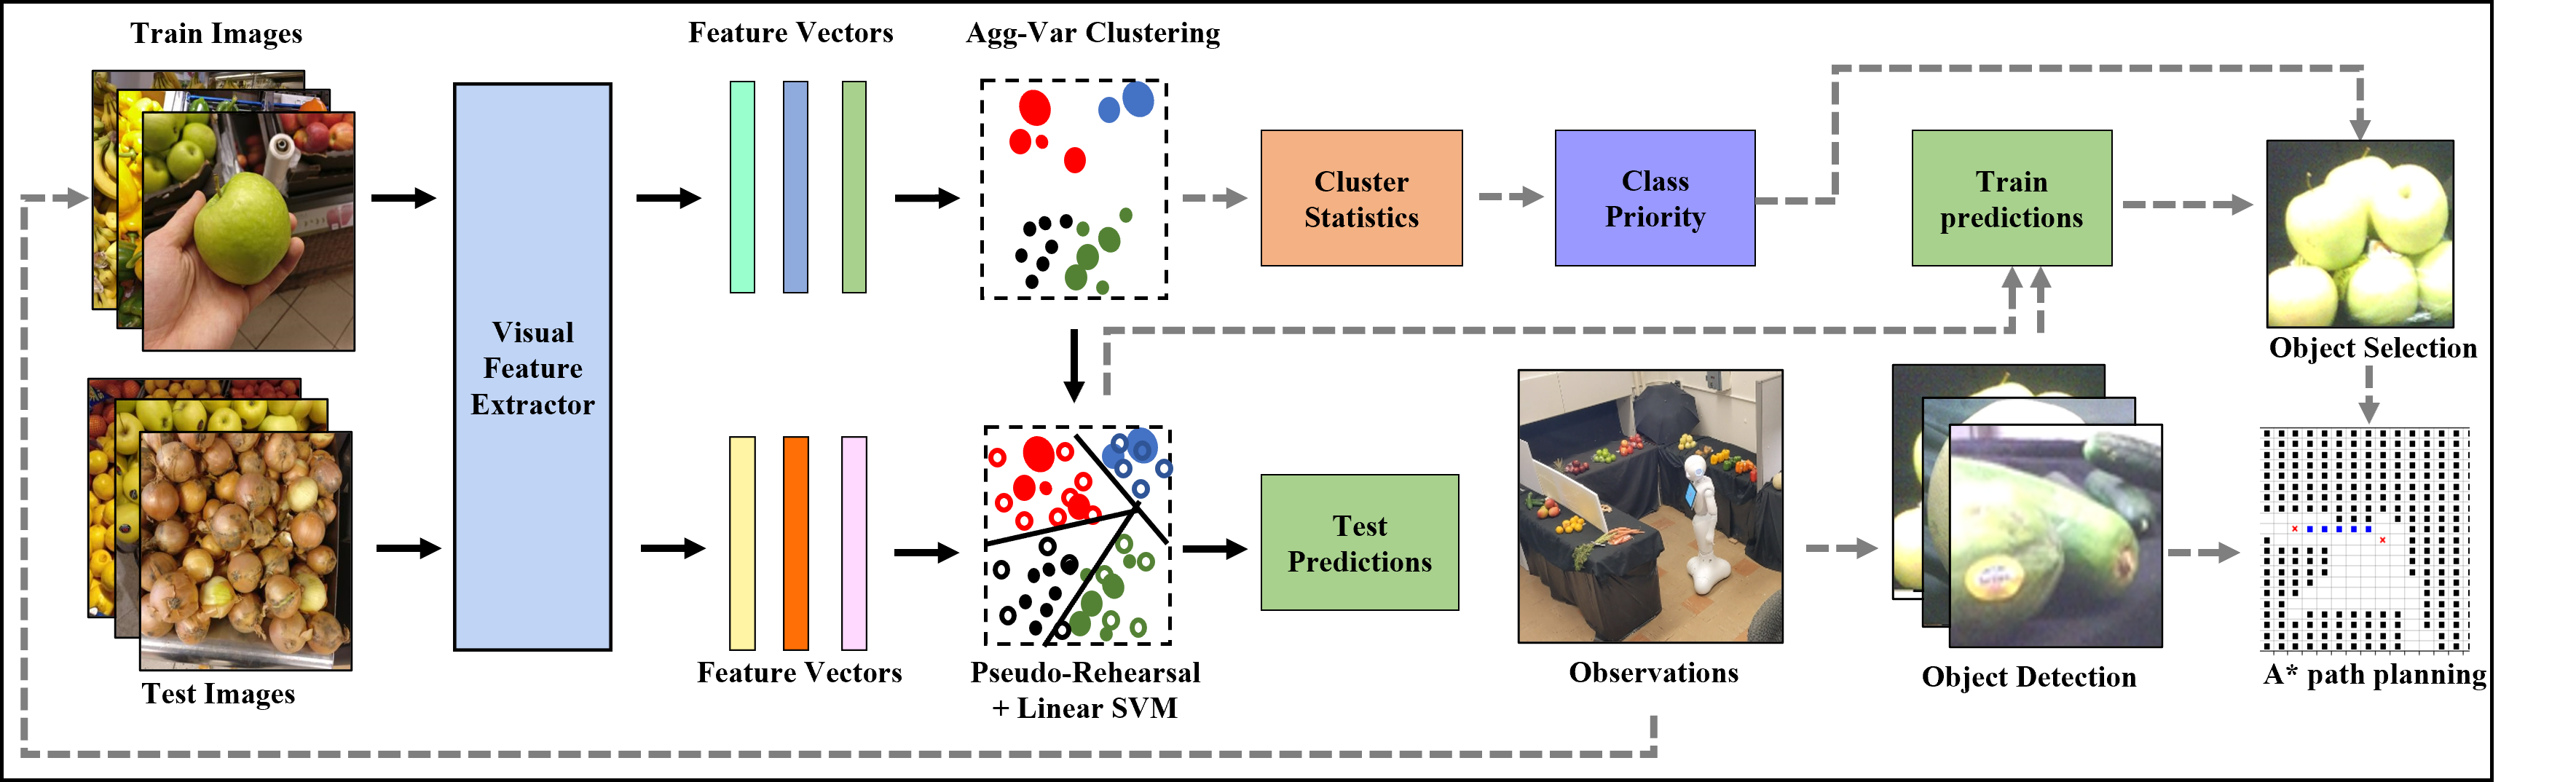 Train Images
Feature Vectors
Agg-Var Clustering
Cluster
Statistics
Class
Priority
Train
predictions
Object Selection
Visual
Feature
Extractor
Test Images
Feature Vectors
Pseudo-Rehearsal
+ Linear SVM
Test
Predictions
Observations
Object Detection
A* path planning